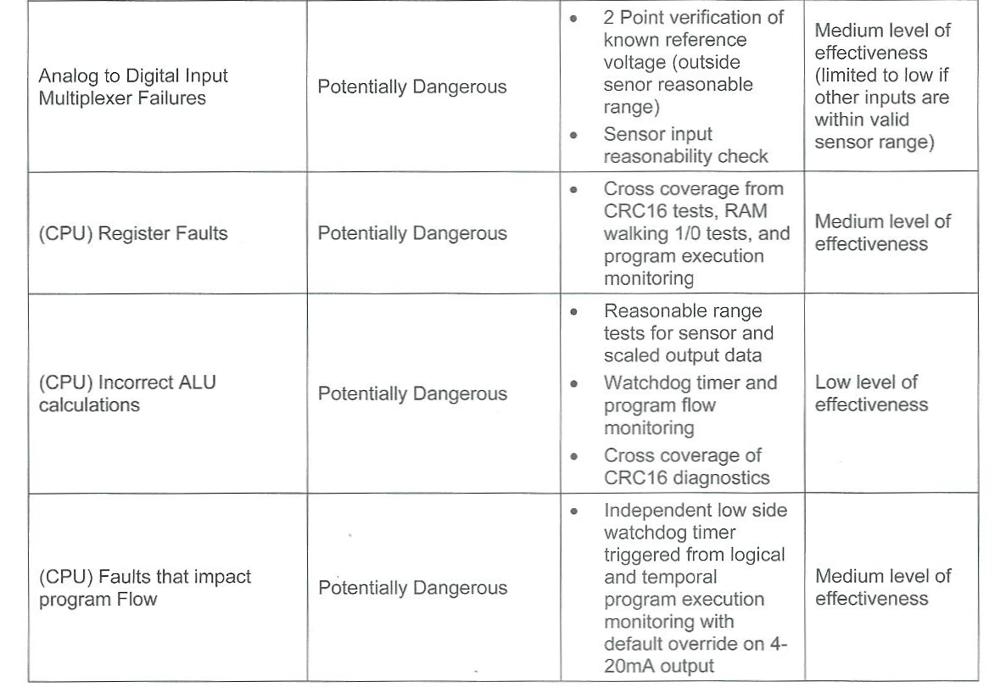 Analog to Digital Input
Multiplexer Failures
Potentially Dangerous
• 2 Point verification of
known reference
voltage (outside
senor reasonable
range)
• Sensor input
reasonability check
Medium level of
effectiveness
(limited to low if
other inputs are
within valid
sensor range)
(CPU) Register Faults
Potentially Dangerous
• Cross coverage from
CRC16 tests, RAM
walking 1/0 tests, and
program execution
monitoring
Medium level of
effectiveness
(CPU) Incorrect ALU
calculations
Potentially Dangerous
• Reasonable range
tests for sensor and
scaled output data
• Watchdog timer and
program flow
monitoring
• Cross coverage of
CRC16 diagnostics
Low level of
effectiveness
(CPU) Faults that impact
program Flow
Potentially Dangerous
• Independent low side
watchdog timer
triggered from logical
and temporal
program execution
monitoring with
default override on 4-
20mA output
Medium level of
effectiveness